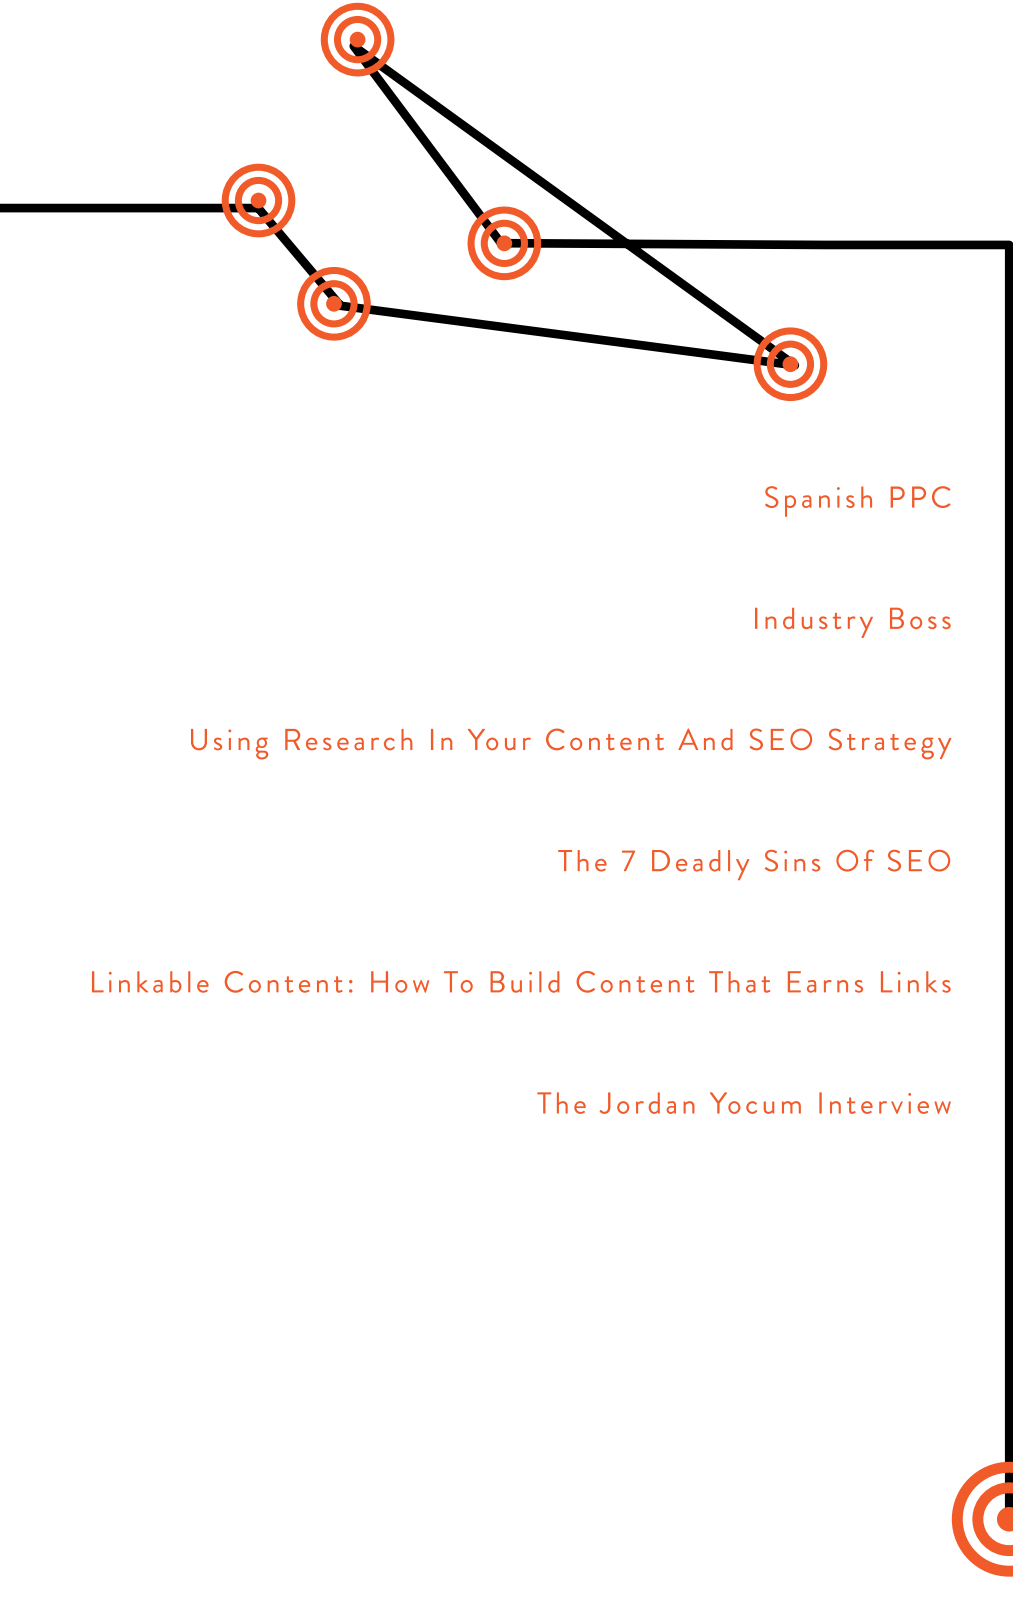 Spanish PPC
Industry Boss
Using Research In Your Content And SEO Strategy
The 7 Deadly Sins Of SEO
Linkable Content: How To Build Content That Earns Links
The Jordan Yocum Interview